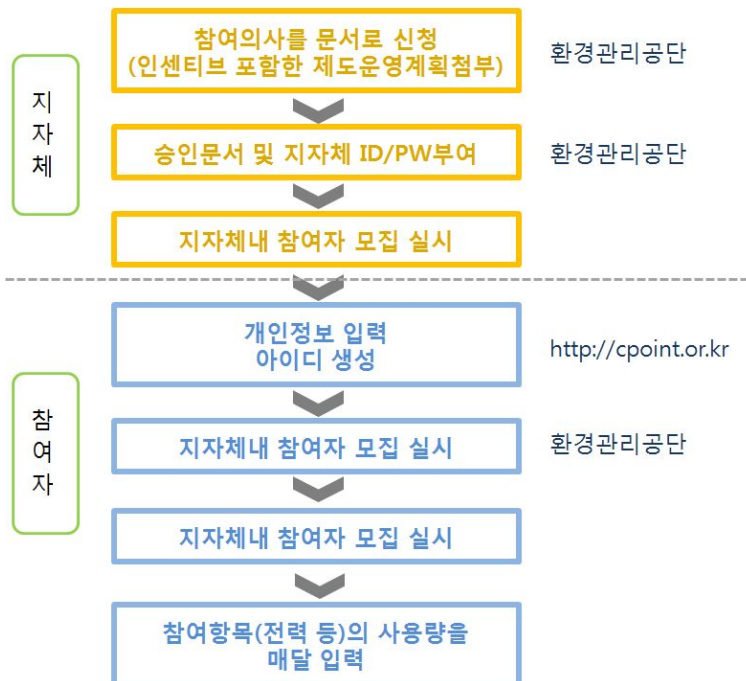 지자체
참여의사를 문서로 신청
(인센티브 포함한 제도운영계획첨부)
환경관리공단
승인문서 및 지자체 ID/PW부여
환경관리공단
지자체내 참여자 모집 실시
참여자
개인정보 입력
아이디 생성
http://cpoint.or.kr
지자체내 참여자 모집 실시
환경관리공단
지자체내 참여자 모집 실시
참여항목(전력 등)의 사용량을
매달 입력